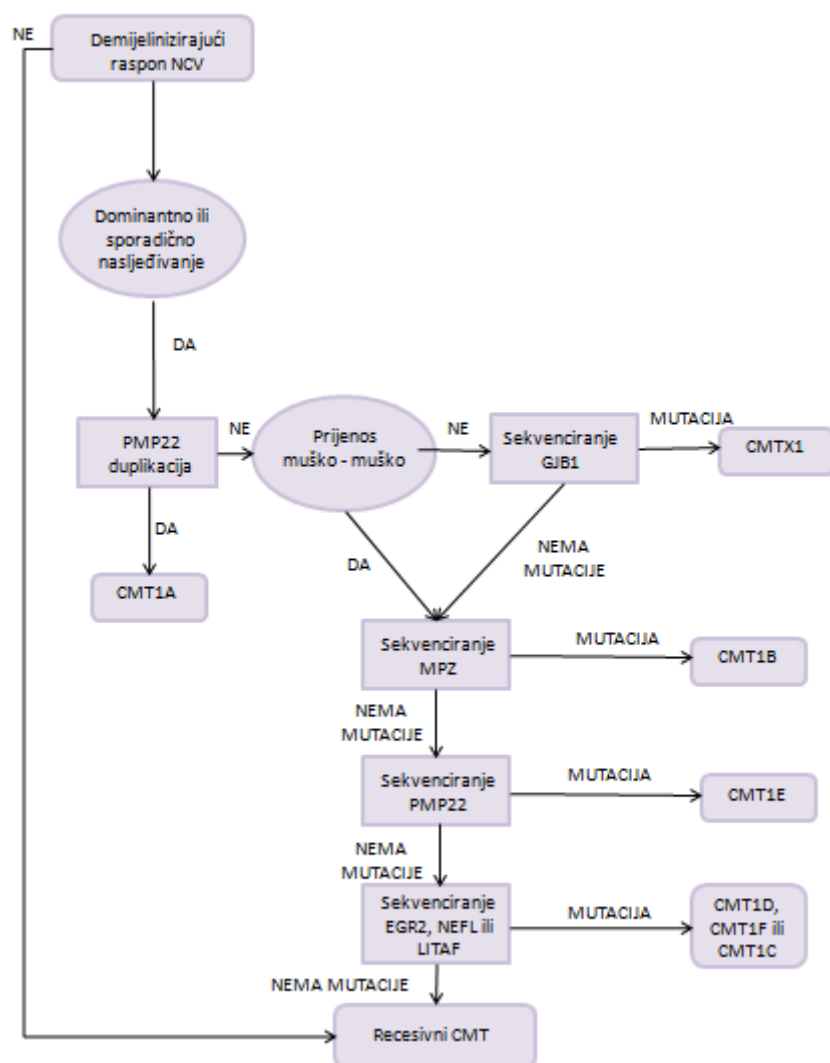 NE
Demijelinizirajući
raspon NCV
Dominantno ili
sporadično
nasljeđivanje
DA
PMP22
duplikacija
NE
Prijenos
muško - muško
NE
Sekvenciranje
GJB1
MUTACIJA
CMTX1
DA
CMT1A
DA
NEMA
MUTACIJE
Sekvenciranje
MPZ
MUTACIJA
CMT1B
NEMA
MUTACIJE
Sekvenciranje
PMP22
MUTACIJA
CMT1E
NEMA
MUTACIJE
Sekvenciranje
EGR2, NEFL ili
LITAF
MUTACIJA
CMT1D,
CMT1F ili
CMT1C
NEMA MUTACIJE
Recesivni CMT